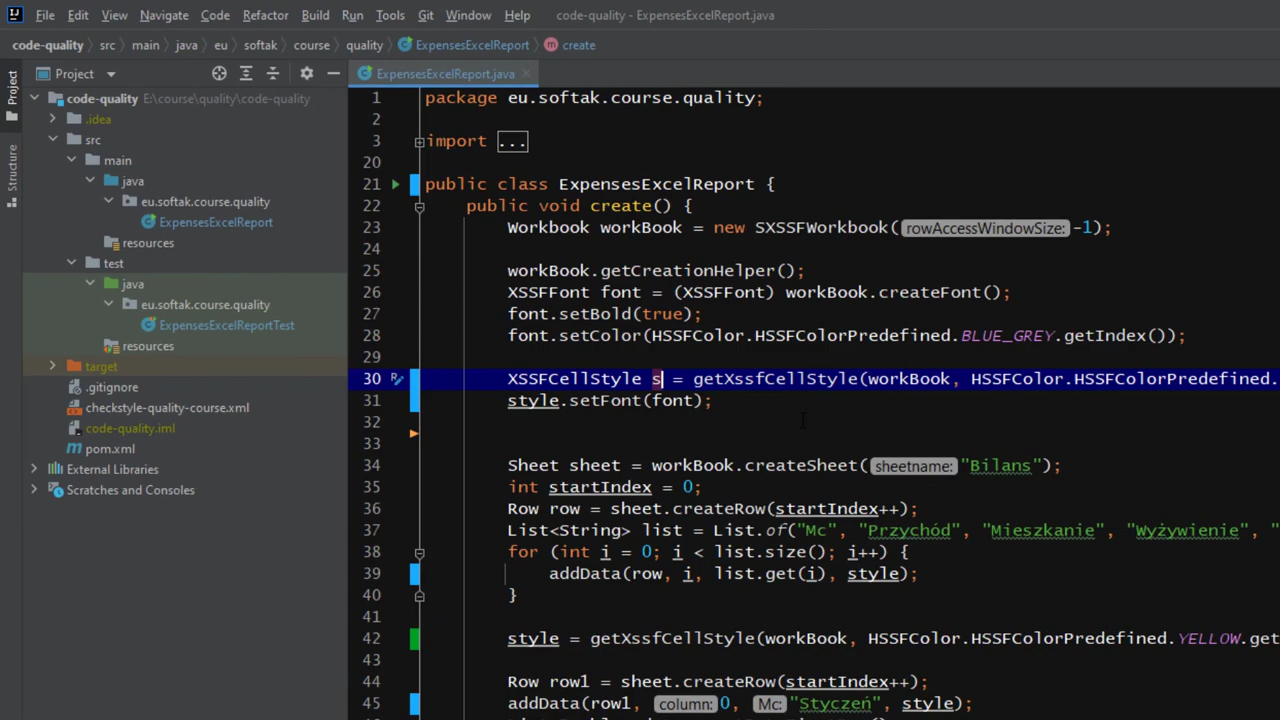 File Edit View Navigate Code Refactor Build Run Tools Git Window Help code-quality - ExpensesExcelReport.java
code-quality src main java eu softak course quality ExpensesExcelReport create
Project
Project
Structure
ExpensesExcelReport.java
code-quality E:\course\quality\code-quality
.idea
src
main
java
eu.softak.course.quality
ExpensesExcelReport
resources
test
java
eu.softak.course.quality
ExpensesExcelReportTest
resources
target
.gitignore
checkstyle-quality-course.xml
code-quality.iml
pom.xml
External Libraries
Scratches and Consoles
1 package eu.softak.course.quality;
2
3 import ...
20
21 public class ExpensesExcelReport {
22 public void create() {
23 Workbook workBook = new SXSSFWorkbook( rowAccessWindowSize: -1);
24
25 workBook.getCreationHelper();
26 XSSFFont font = (XSSFFont) workBook.createFont();
27 font.setBold(true);
28 font.setColor(HSSFColor.HSSFColorPredefined.BLUE_GREY.getIndex());
29
30 XSSFCellStyle s = getXssfCellStyle(workBook, HSSFColor.HSSFColorPredefined.
31 style.setFont(font);
32
33
34 Sheet sheet = workBook.createSheet( sheetname: "Bilans");
35 int startIndex = 0;
36 Row row = sheet.createRow(startIndex++);
37 List<String> list = List.of("Mc", "Przychód", "Mieszkanie", "Wyżywienie", "
38 for (int i = 0; i < list.size(); i++) {
39 addData(row, i, list.get(i), style);
40 }
41
42 style = getXssfCellStyle(workBook, HSSFColor.HSSFColorPredefined.YELLOW.get
43
44 Row row1 = sheet.createRow(startIndex++);
45 addData(row1, column: 0, Mc: "Styczeń", style);